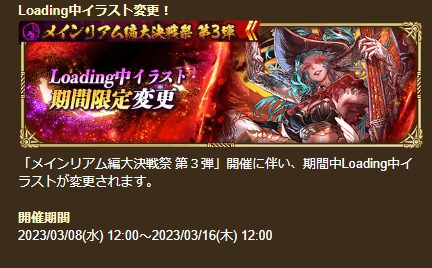 Loading中イラスト変更！
メインリアム編大決戦祭 第3弾
Loading中イラスト
期間限定変更
「メインリアム編大決戦祭 第３弾」開催に伴い、期間中Loading中イ
ラストが変更されます。
開催期間
2023/03/08(水) 12:00～2023/03/16(木) 12:00